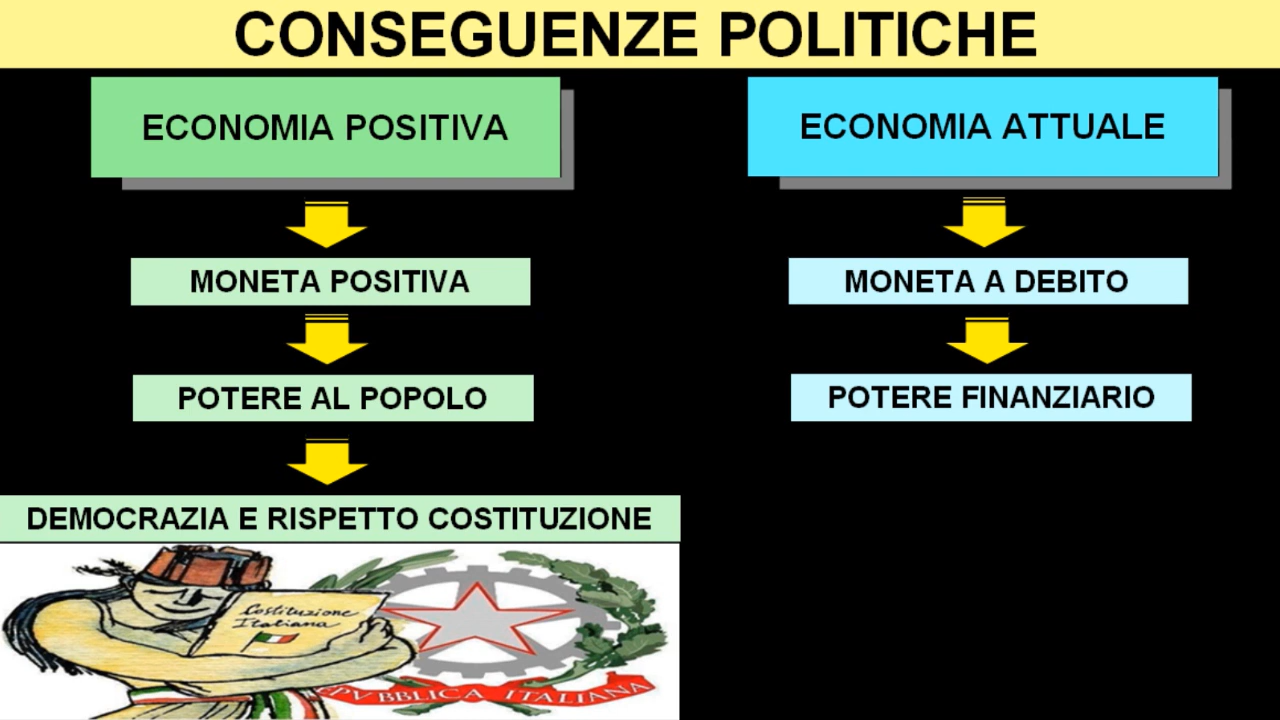 CONSEGUENZE POLITICHE
ECONOMIA POSITIVA
MONETA POSITIVA
POTERE AL POPOLO
DEMOCRAZIA E RISPETTO COSTITUZIONE
Costituzione
Italiana
EPVBBLICA ITALIANA
ECONOMIA ATTUALE
MONETA A DEBITO
POTERE FINANZIARIO